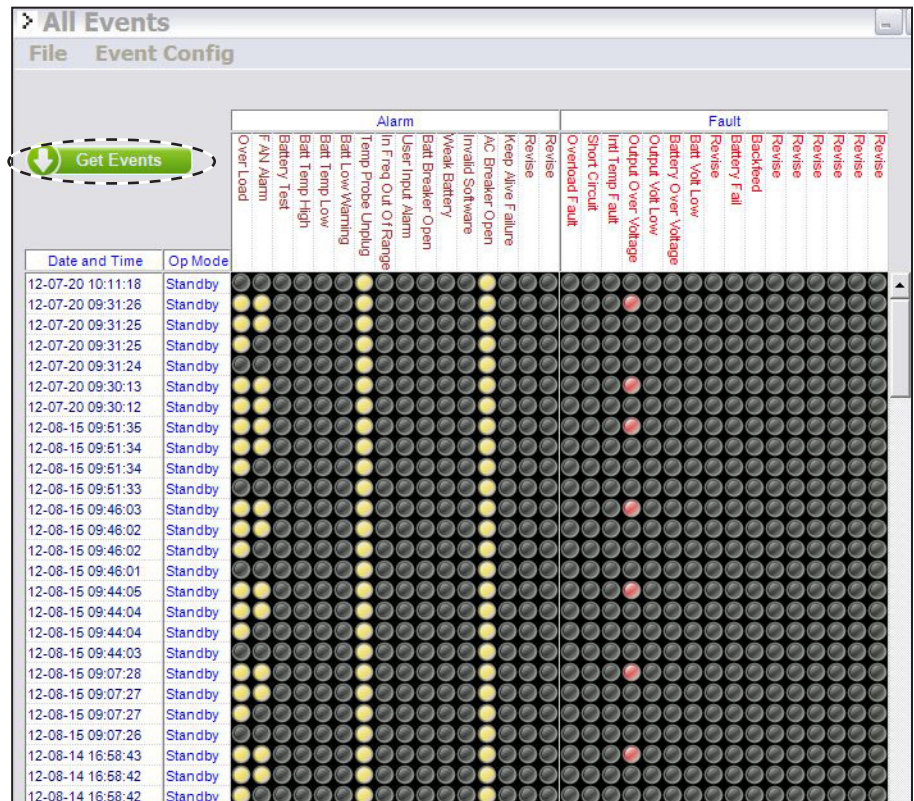 All Events
File Event Config
Get Events
Alarm Fault
Over Load
FAN Alarm
Battery Test
Batt Temp High
Batt Temp Low
Batt Low Warning
Temp Probe Unplug
In Freq Out Of Range
User Input Alarm
Batt Breaker Open
Weak Battery
Invalid Software
AC Breaker Open
Keep Alive Failure
Revise
Revise
Overload Fault
Short Circuit
Intl Temp Fault
Output Over Voltage
Output Volt Low
Battery Over Voltage
Batt Volt Low
Revise
Battery Fail
Backfeed
Revise
Revise
Revise
Revise
Revise
Revise
Date and Time Op Mode
12-07-20 10:11:18 Standby
12-07-20 09:31:26 Standby
12-07-20 09:31:25 Standby
12-07-20 09:31:25 Standby
12-07-20 09:31:24 Standby
12-07-20 09:30:13 Standby
12-07-20 09:30:12 Standby
12-08-15 09:51:35 Standby
12-08-15 09:51:34 Standby
12-08-15 09:51:34 Standby
12-08-15 09:51:33 Standby
12-08-15 09:46:03 Standby
12-08-15 09:46:02 Standby
12-08-15 09:46:02 Standby
12-08-15 09:46:01 Standby
12-08-15 09:44:05 Standby
12-08-15 09:44:04 Standby
12-08-15 09:44:04 Standby
12-08-15 09:44:03 Standby
12-08-15 09:07:28 Standby
12-08-15 09:07:27 Standby
12-08-15 09:07:27 Standby
12-08-15 09:07:26 Standby
12-08-14 16:58:43 Standby
12-08-14 16:58:42 Standby
12-08-14 16:58:42 Standby